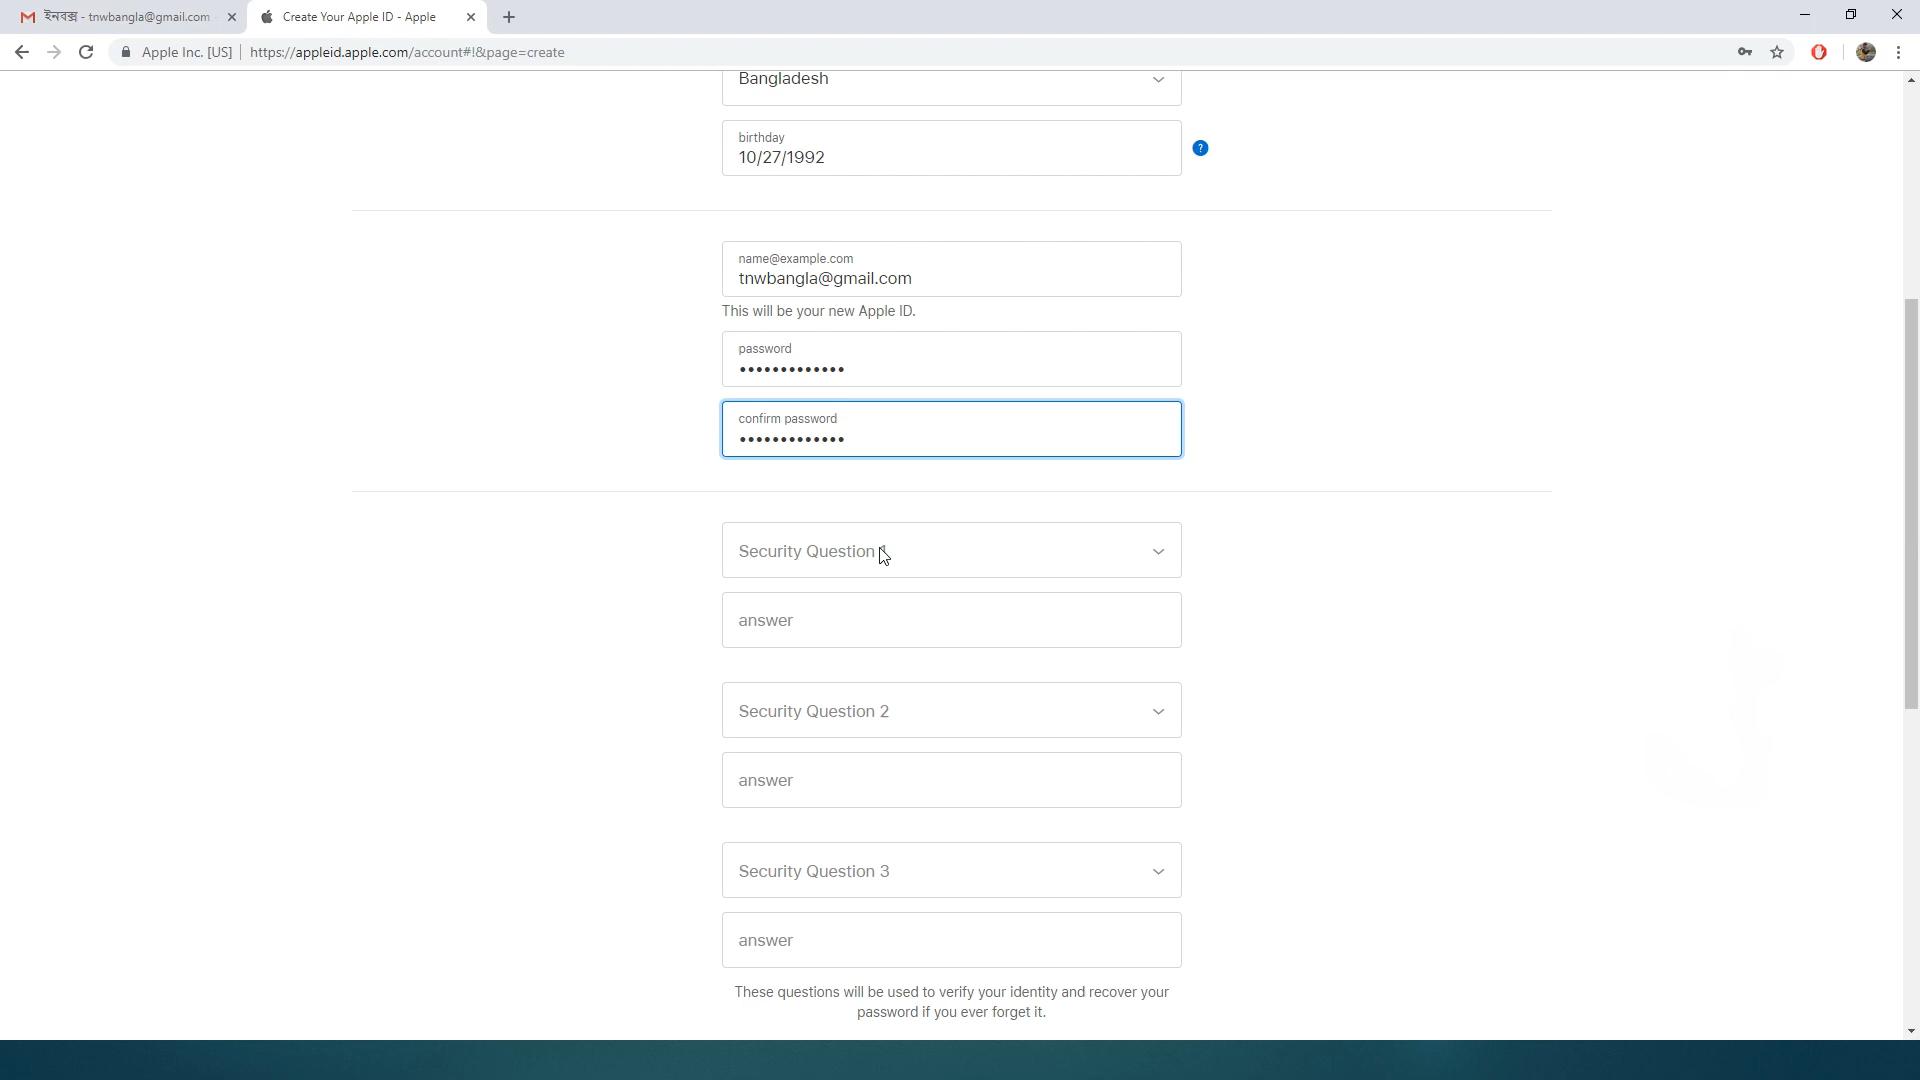 ইনবক্স - tnwbangla@gmail.com
Create Your Apple ID - Apple
Apple Inc. [US]
https://appleid.apple.com/account#!&page=create
Bangladesh
birthday
10/27/1992
?
name@example.com
tnwbangla@gmail.com
This will be your new Apple ID.
password
•••••••••••••
confirm password
•••••••••••••
Security Question 1
answer
Security Question 2
answer
Security Question 3
answer
These questions will be used to verify your identity and recover your
password if you ever forget it.